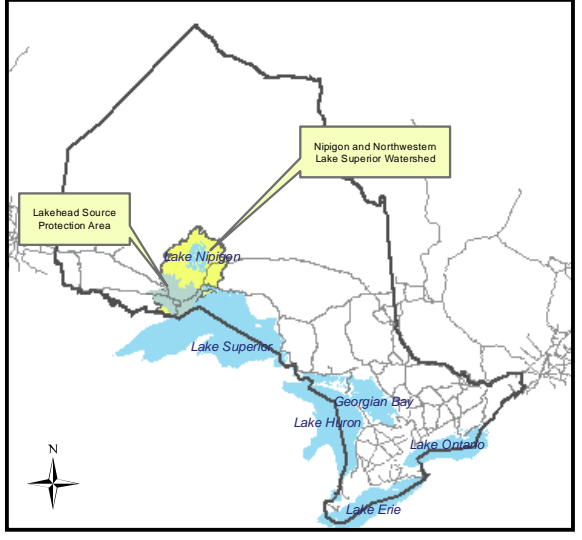 Nipigon and Northwestern
Lake Superior Watershed
Lakehead Source
Protection Area
Lake Nipigon
Lake Superior
Georgian Bay
Lake Huron
Lake Ontario
N
Lake Erie